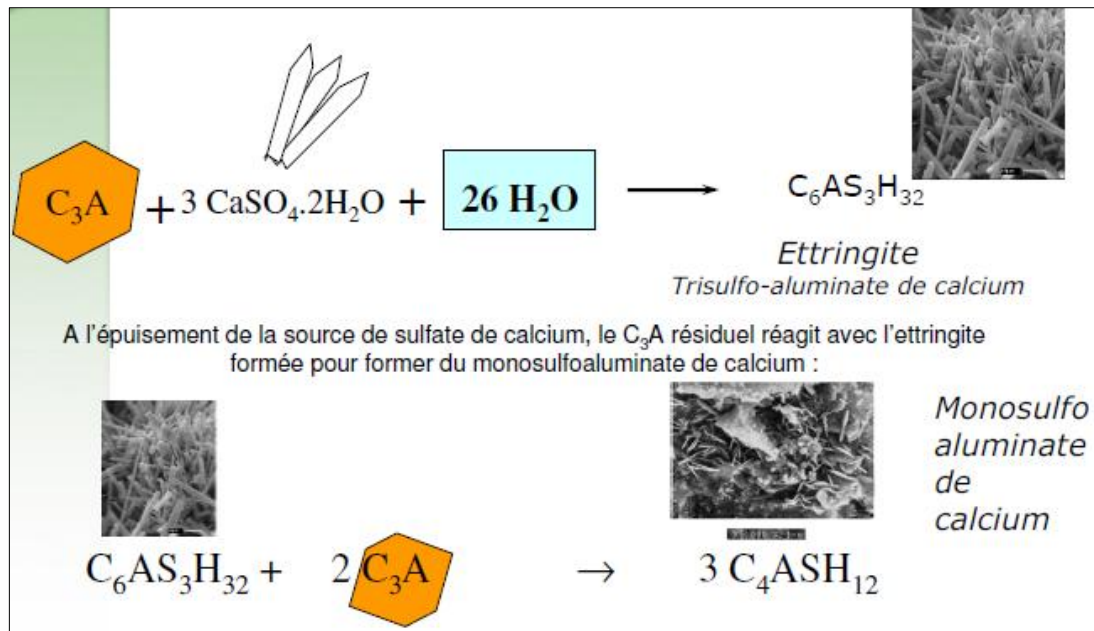 C₃A + 3 CaSO₄.2H₂O + 26 H₂O → C₆AS₃H₃₂
Ettringite
Trisulfo-aluminate de calcium
A l'épuisement de la source de sulfate de calcium, le C₃A résiduel réagit avec l'ettringite
formée pour former du monosulfoaluminate de calcium :
Monosulfo
aluminate
de
calcium
C₆AS₃H₃₂ + 2 C₃A → 3 C₄ASH₁₂